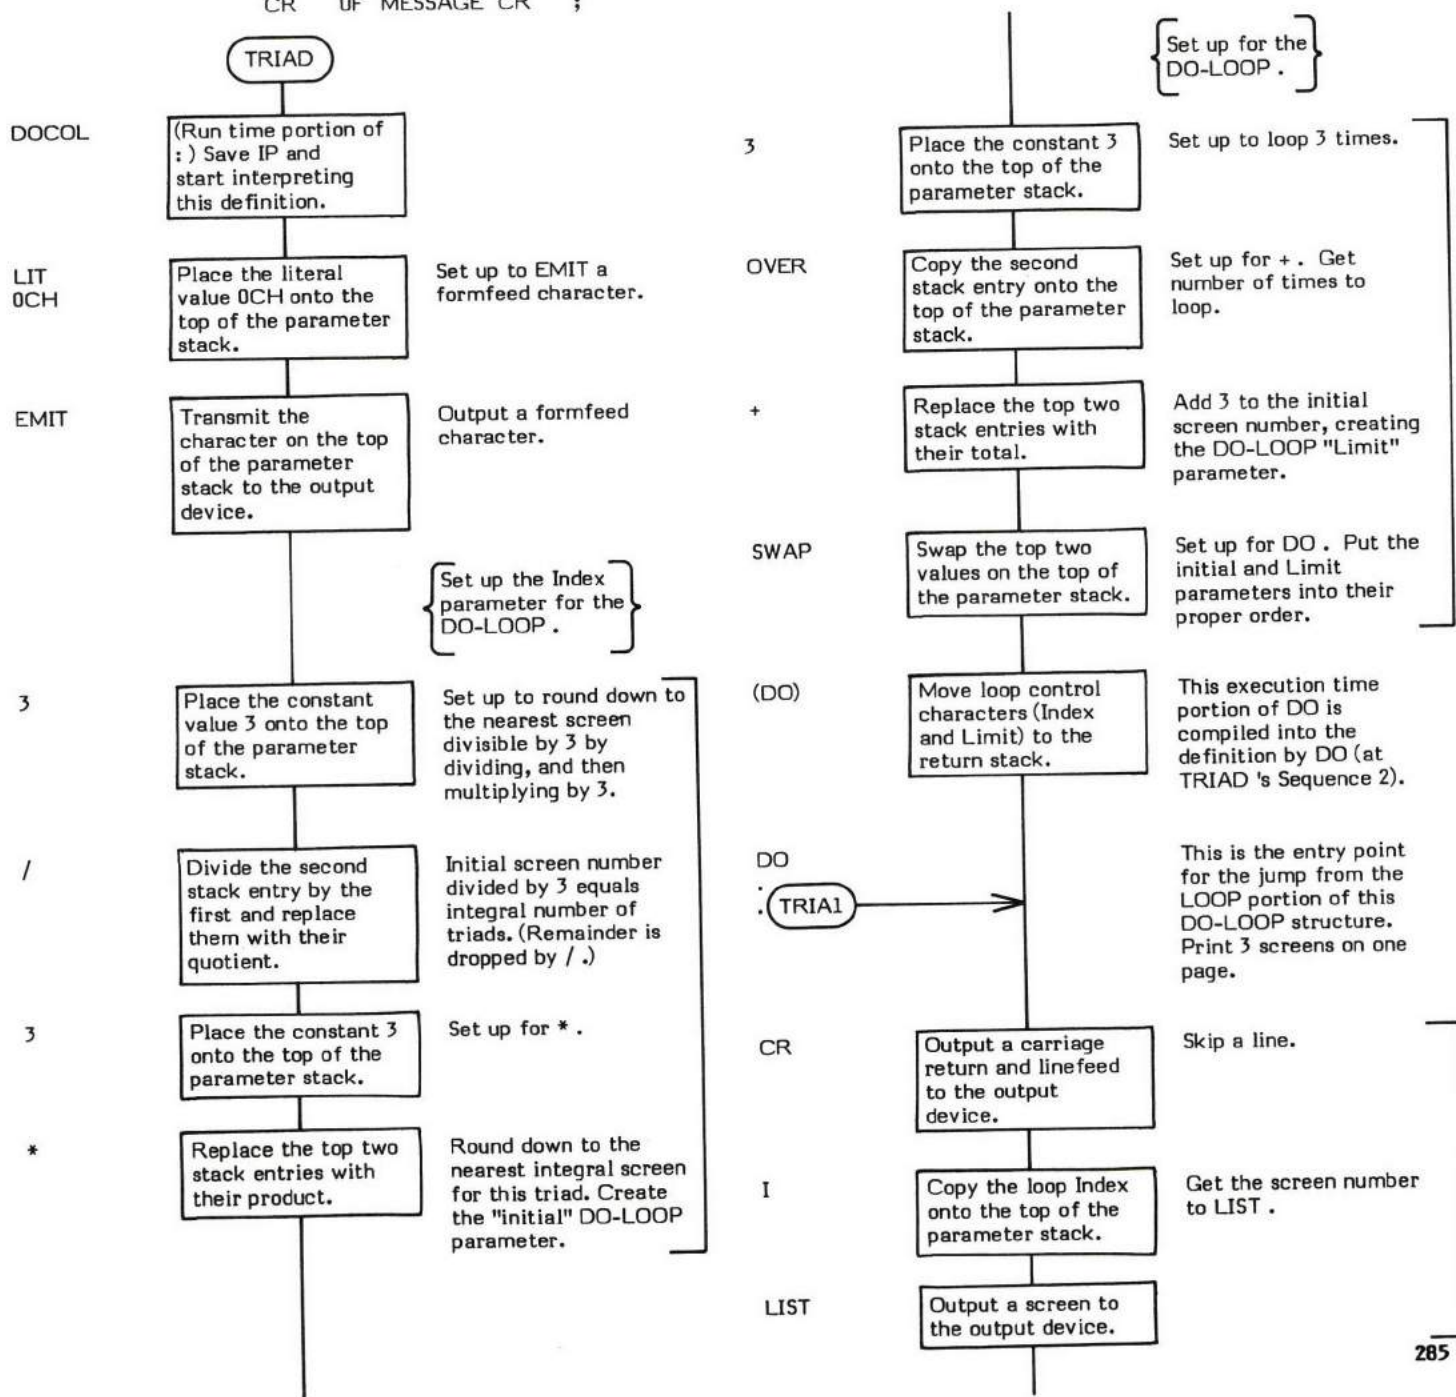 CR OF MESSAGE CR ;
TRIAD
DOCOL
(Run time portion of
: ) Save IP and
start interpreting
this definition.
LIT
0CH
Place the literal
value 0CH onto the
top of the parameter
stack.
Set up to EMIT a
formfeed character.
EMIT
Transmit the
character on the top
of the parameter
stack to the output
device.
Output a formfeed
character.
Set up the Index
parameter for the
DO-LOOP .
3
Place the constant
value 3 onto the top
of the parameter
stack.
Set up to round down to
the nearest screen
divisible by 3 by
dividing, and then
multiplying by 3.
/
Divide the second
stack entry by the
first and replace
them with their
quotient.
Initial screen number
divided by 3 equals
integral number of
triads. (Remainder is
dropped by / .)
3
Place the constant 3
onto the top of the
parameter stack.
Set up for * .
*
Replace the top two
stack entries with
their product.
Round down to the
nearest integral screen
for this triad. Create
the "initial" DO-LOOP
parameter.
Set up for the
DO-LOOP .
3
Place the constant 3
onto the top of the
parameter stack.
Set up to loop 3 times.
OVER
Copy the second
stack entry onto the
top of the parameter
stack.
Set up for + . Get
number of times to
loop.
+
Replace the top two
stack entries with
their total.
Add 3 to the initial
screen number, creating
the DO-LOOP "Limit"
parameter.
SWAP
Swap the top two
values on the top of
the parameter stack.
Set up for DO . Put the
initial and Limit
parameters into their
proper order.
(DO)
Move loop control
characters (Index
and Limit) to the
return stack.
This execution time
portion of DO is
compiled into the
definition by DO (at
TRIAD 's Sequence 2).
DO
.
. TRIA1
This is the entry point
for the jump from the
LOOP portion of this
DO-LOOP structure.
Print 3 screens on one
page.
CR
Output a carriage
return and linefeed
to the output
device.
Skip a line.
I
Copy the loop Index
onto the top of the
parameter stack.
Get the screen number
to LIST .
LIST
Output a screen to
the output device.
285